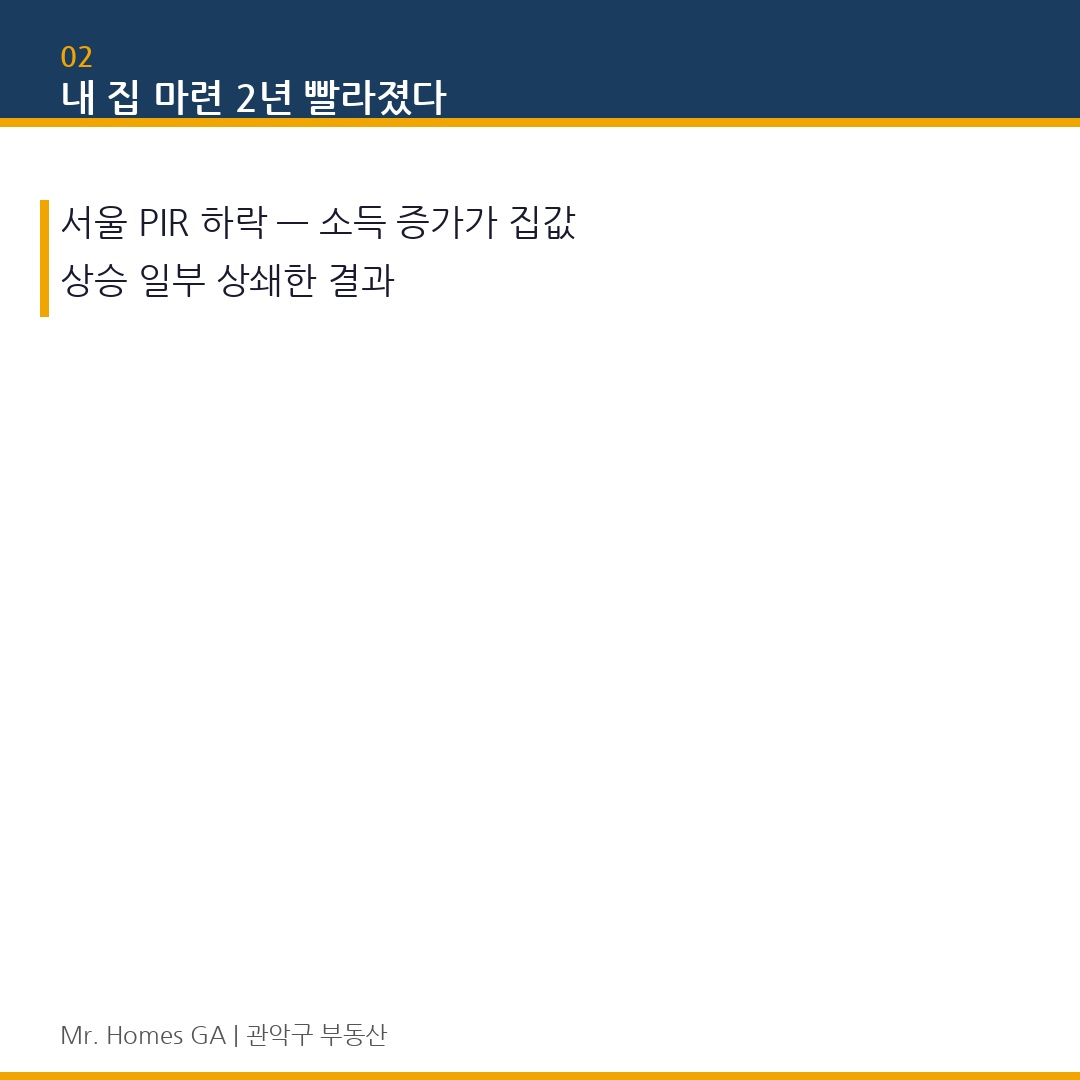 02
내 집 마련 2년 빨라졌다
서울 PIR 하락 — 소득 증가가 집값
상승 일부 상쇄한 결과
Mr. Homes GA | 관악구 부동산